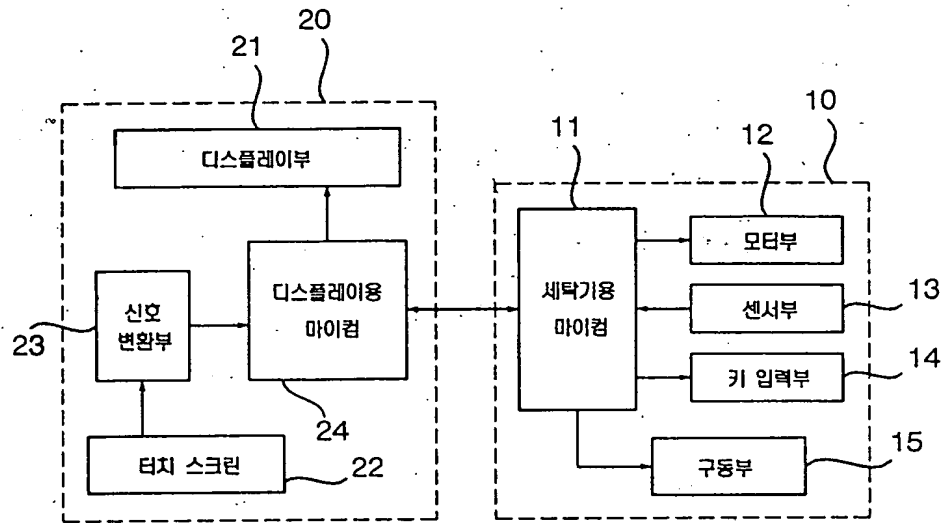 20
21
디스플레이부
신호
변환부
23
디스플레이용
마이컴
24
터치 스크린
22
10
11
12
세탁기용
마이컴
모터부
센서부
13
키 입력부
14
구동부
15